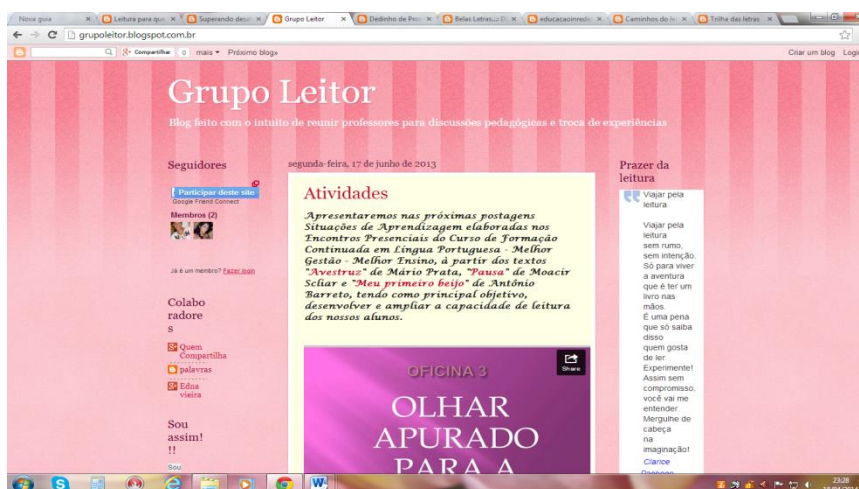 Nova guia
Leitura para que
Superando desa
Grupo Leitor
Dedinho de Pro
Belas Letras...: D
educacaoinrede
Caminhos do
Trilha das letras
grupoleitor.blogspot.com.br
Compartilhar 0 mais Próximo blog»
Criar um blog Login
Grupo Leitor
Blog feito com o intuito de reunir professores para discussões pedagógicas e troca de experiências
Seguidores
Participar deste site
Google Friend Connect
Membros (2)
Já é um membro? Fazer login
Colabo
radore
s
Quem
Compartilha
palavras
Edna
vieira
Sou
assim!
!!
Sou
segunda-feira, 17 de junho de 2013
Atividades
Apresentaremos nas próximas postagens
Situações de Aprendizagem elaboradas nos
Encontros Presenciais do Curso de Formação
Continuada em Língua Portuguesa - Melhor
Gestão - Melhor Ensino, à partir dos textos
"Avestruz" de Mário Prata, "Pausa" de Moacir
Scliar e "Meu primeiro beijo" de Antônio
Barreto, tendo como principal objetivo,
desenvolver e ampliar a capacidade de leitura
dos nossos alunos.
Share
OFICINA 3
OLHAR
APURADO
PARA A
Prazer da
leitura
Viajar pela
leitura
Viajar pela
leitura
sem rumo,
sem intenção.
Só para viver
a aventura
que é ter um
livro nas
mãos.
É uma pena
que só saiba
disso
quem gosta
de ler.
Experimente!
Assim sem
compromisso,
você vai me
entender.
Mergulhe de
cabeça
na
imaginação!
Clarice
23:28